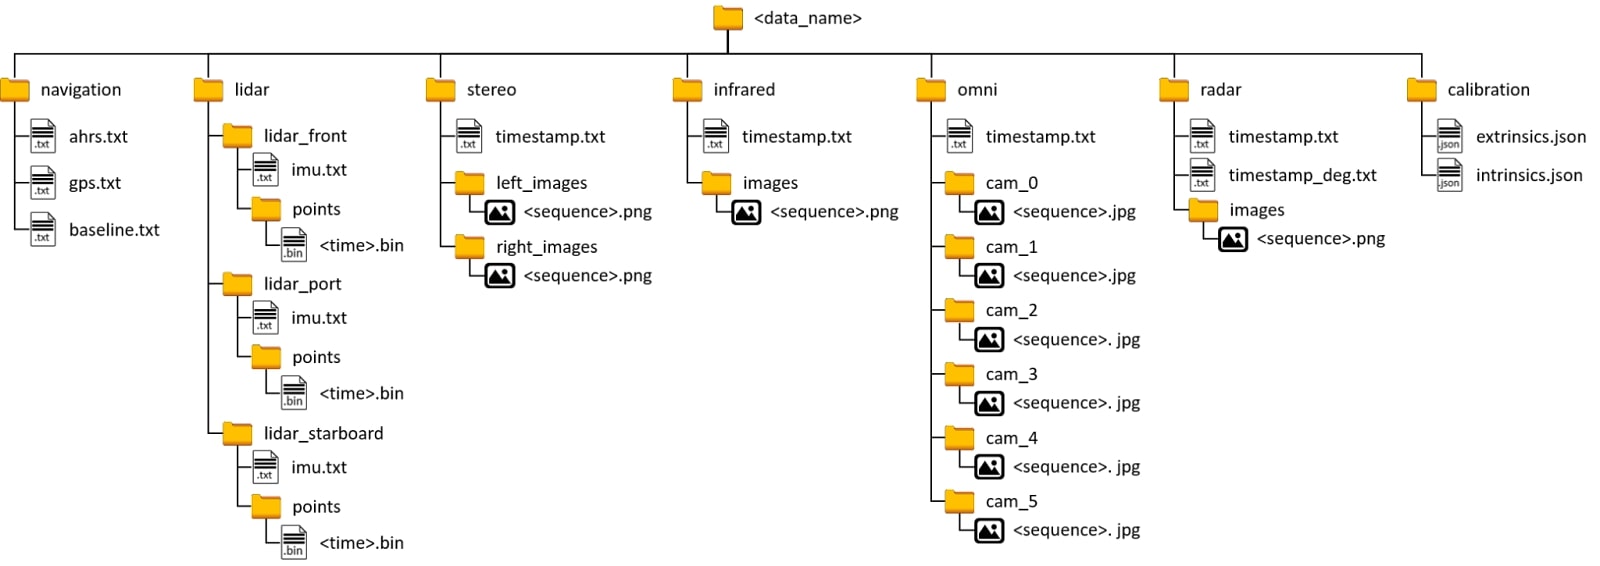 <data_name>
navigation
ahrs.txt
gps.txt
baseline.txt
lidar
lidar_front
imu.txt
points
<time>.bin
lidar_port
imu.txt
points
<time>.bin
lidar_starboard
imu.txt
points
<time>.bin
stereo
timestamp.txt
left_images
<sequence>.png
right_images
<sequence>.png
infrared
timestamp.txt
images
<sequence>.png
omni
timestamp.txt
cam_0
<sequence>.jpg
cam_1
<sequence>.jpg
cam_2
<sequence>. jpg
cam_3
<sequence>. jpg
cam_4
<sequence>. jpg
cam_5
<sequence>. jpg
radar
timestamp.txt
timestamp_deg.txt
images
<sequence>.png
calibration
extrinsics.json
intrinsics.json
.txt
.txt
.txt
.txt
.bin
.txt
.bin
.txt
.bin
.txt
.txt
.txt
.txt
.txt
.json
.json